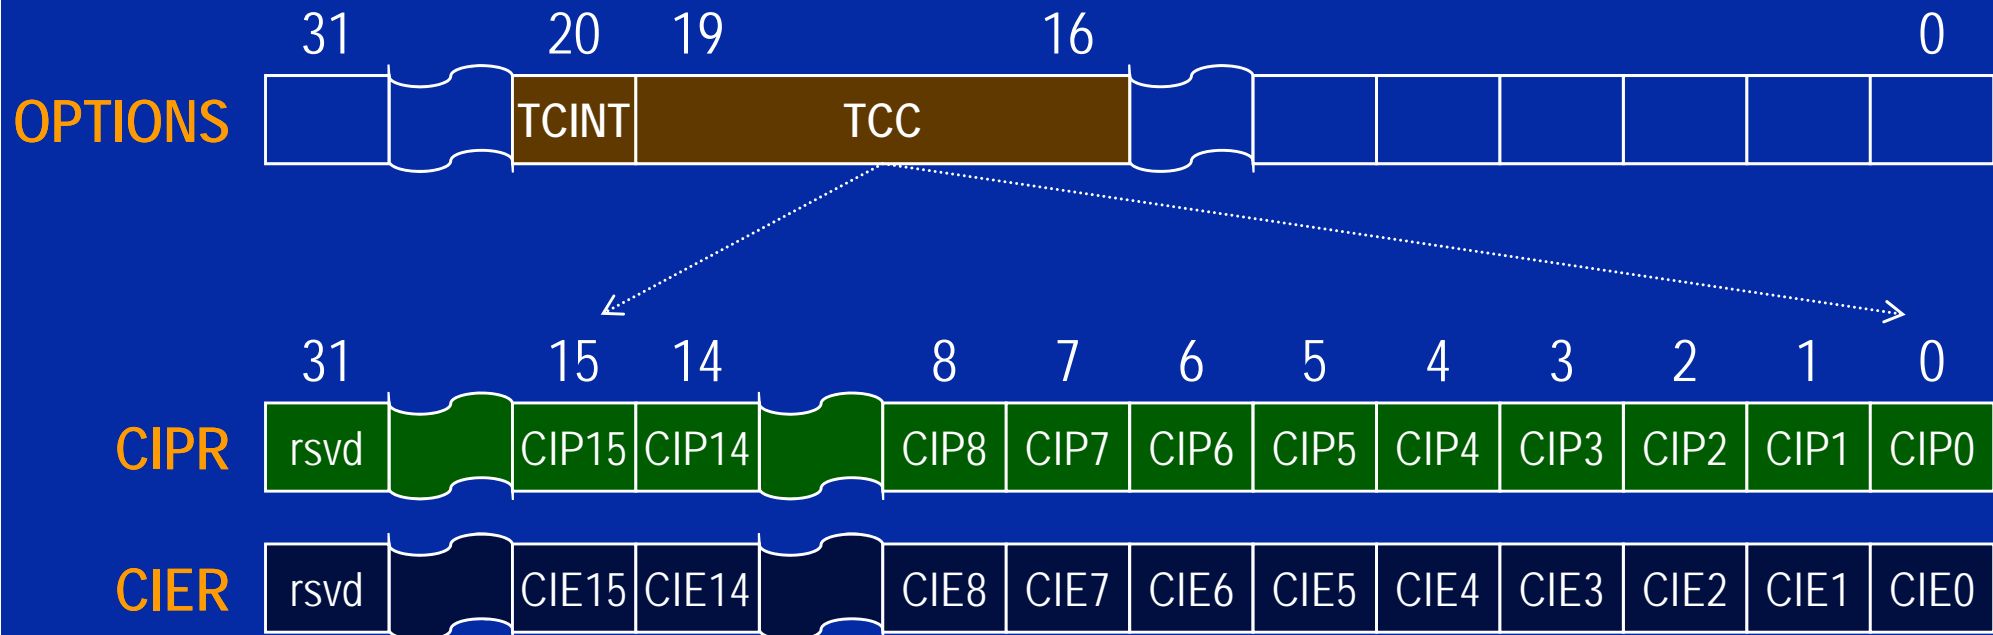 31 20 19 16 0
OPTIONS TCINT TCC
31 15 14 8 7 6 5 4 3 2 1 0
CIPR rsvd CIP15 CIP14 CIP8 CIP7 CIP6 CIP5 CIP4 CIP3 CIP2 CIP1 CIP0
CIER rsvd CIE15 CIE14 CIE8 CIE7 CIE6 CIE5 CIE4 CIE3 CIE2 CIE1 CIE0